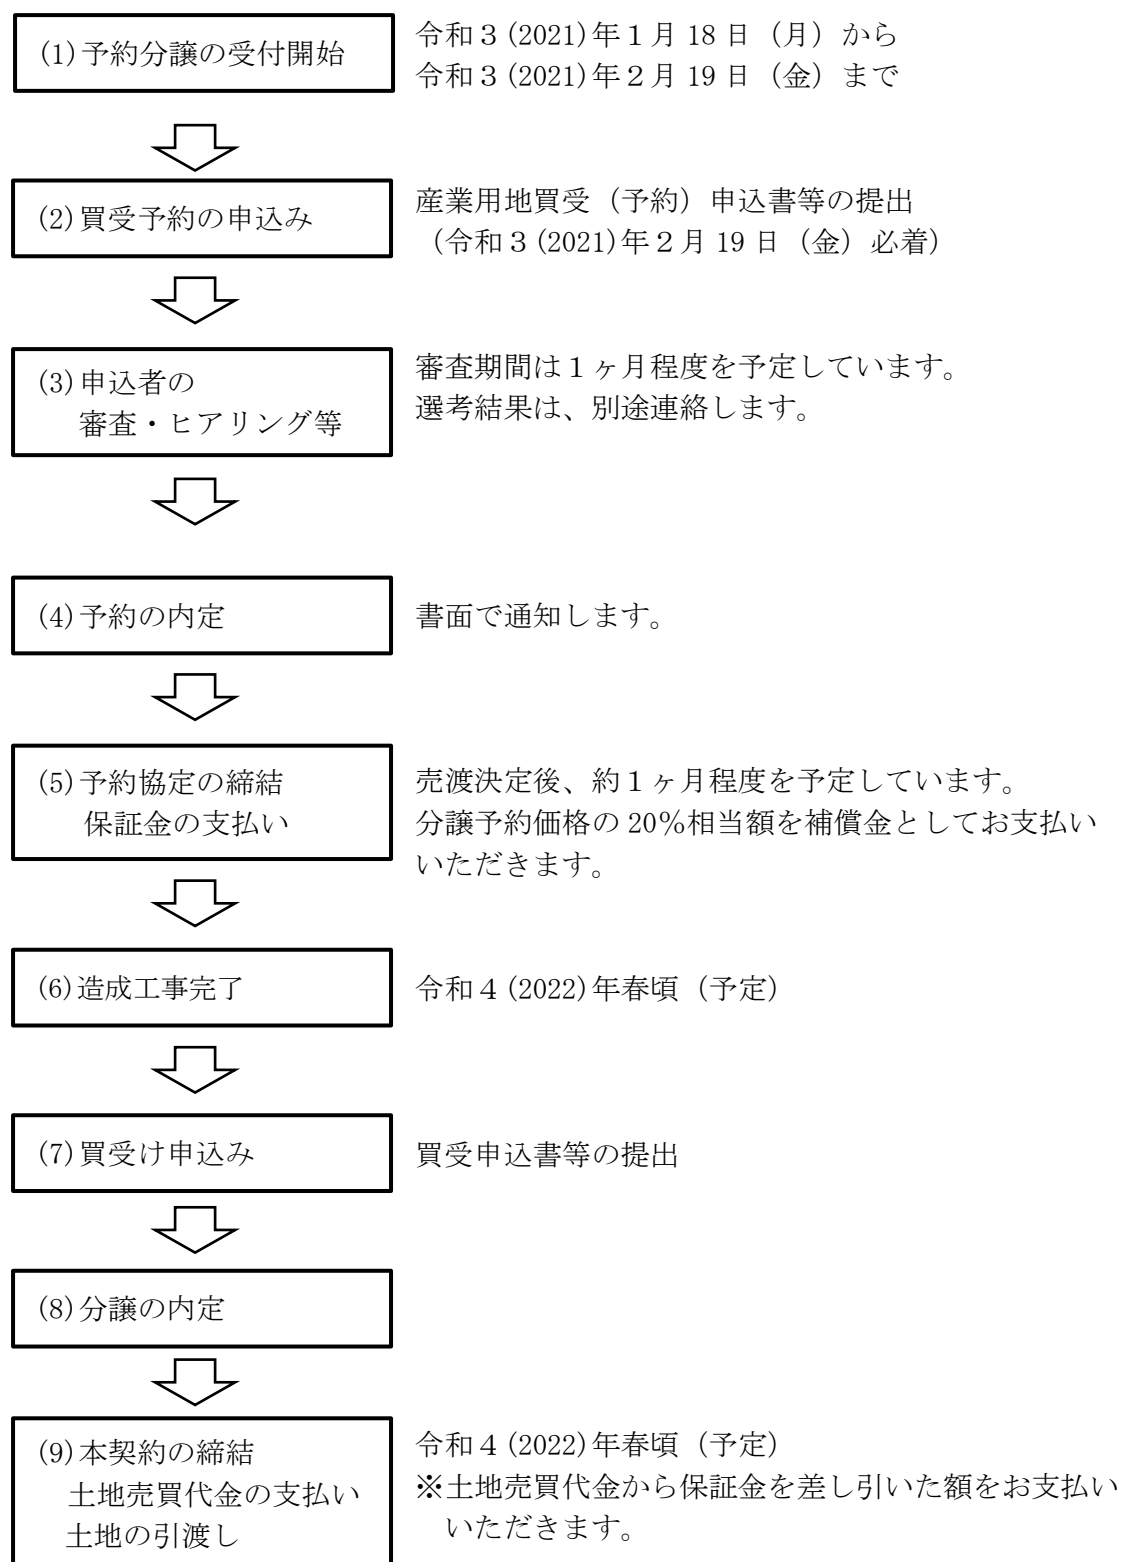 (1)予約分譲の受付開始
令和３(2021)年１月 18 日（月）から
令和３(2021)年２月 19 日（金）まで
(2)買受予約の申込み
産業用地買受（予約）申込書等の提出
（令和３(2021)年２月 19 日（金）必着）
(3)申込者の
審査・ヒアリング等
審査期間は１ヶ月程度を予定しています。
選考結果は、別途連絡します。
(4)予約の内定
書面で通知します。
(5)予約協定の締結
保証金の支払い
売渡決定後、約１ヶ月程度を予定しています。
分譲予約価格の 20％相当額を補償金としてお支払い
いただきます。
(6)造成工事完了
令和４(2022)年春頃（予定）
(7)買受け申込み
買受申込書等の提出
(8)分譲の内定
(9)本契約の締結
土地売買代金の支払い
土地の引渡し
令和４(2022)年春頃（予定）
※土地売買代金から保証金を差し引いた額をお支払い
いただきます。